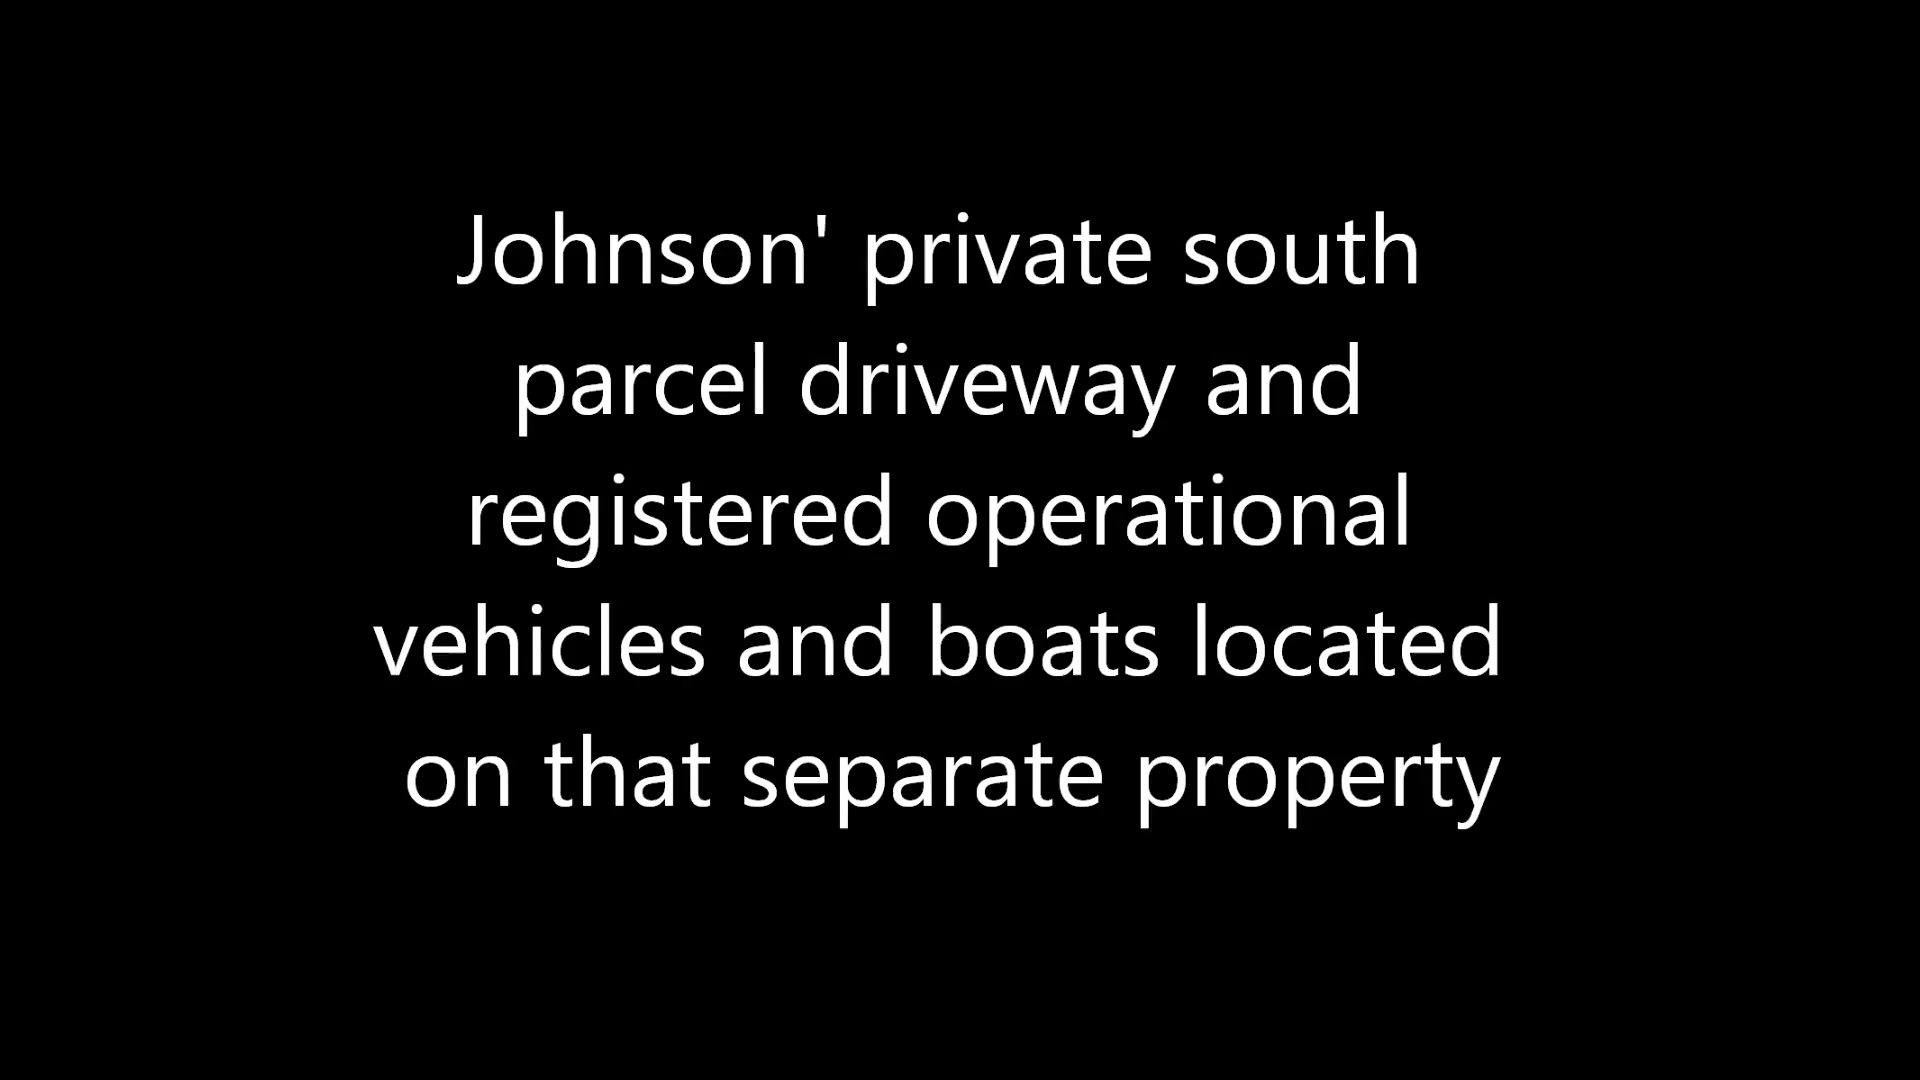 Johnson' private south
parcel driveway and
registered operational
vehicles and boats located
on that separate property